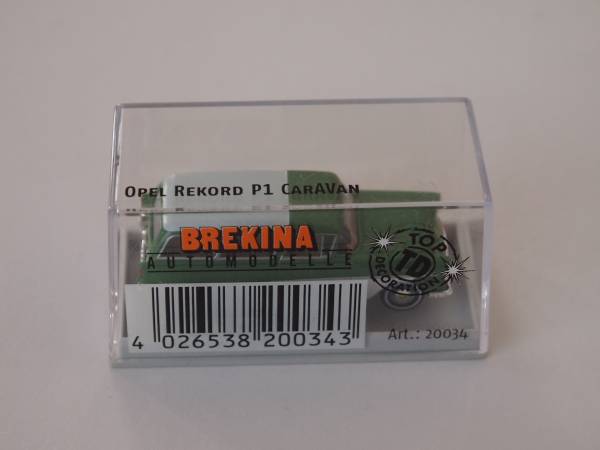 OPEL REKORD P1 CARAVAN
BREKINA
AUTOMODELLE
TOP
TD
DECORATION
4 026538 200343
Art.: 20034